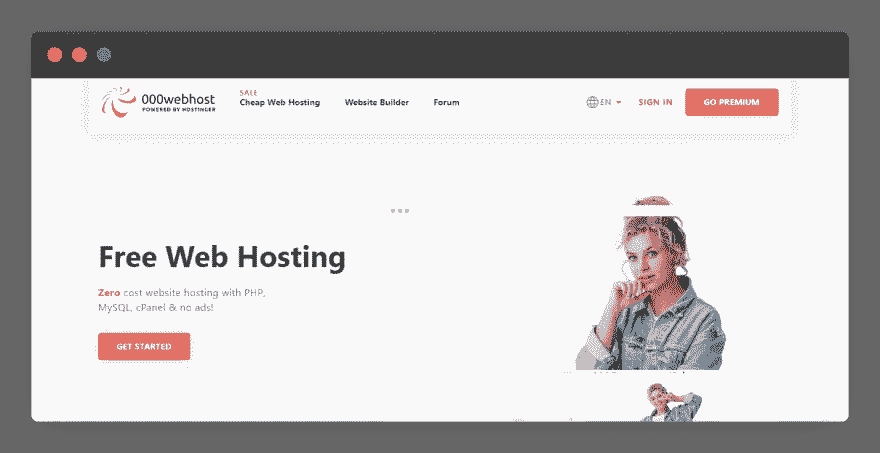 000webhost
POWERED BY HOSTINGER
SALE
Cheap Web Hosting
Website Builder
Forum
EN
SIGN IN
GO PREMIUM
Free Web Hosting
Zero cost website hosting with PHP,
MySQL, cPanel & no ads!
GET STARTED